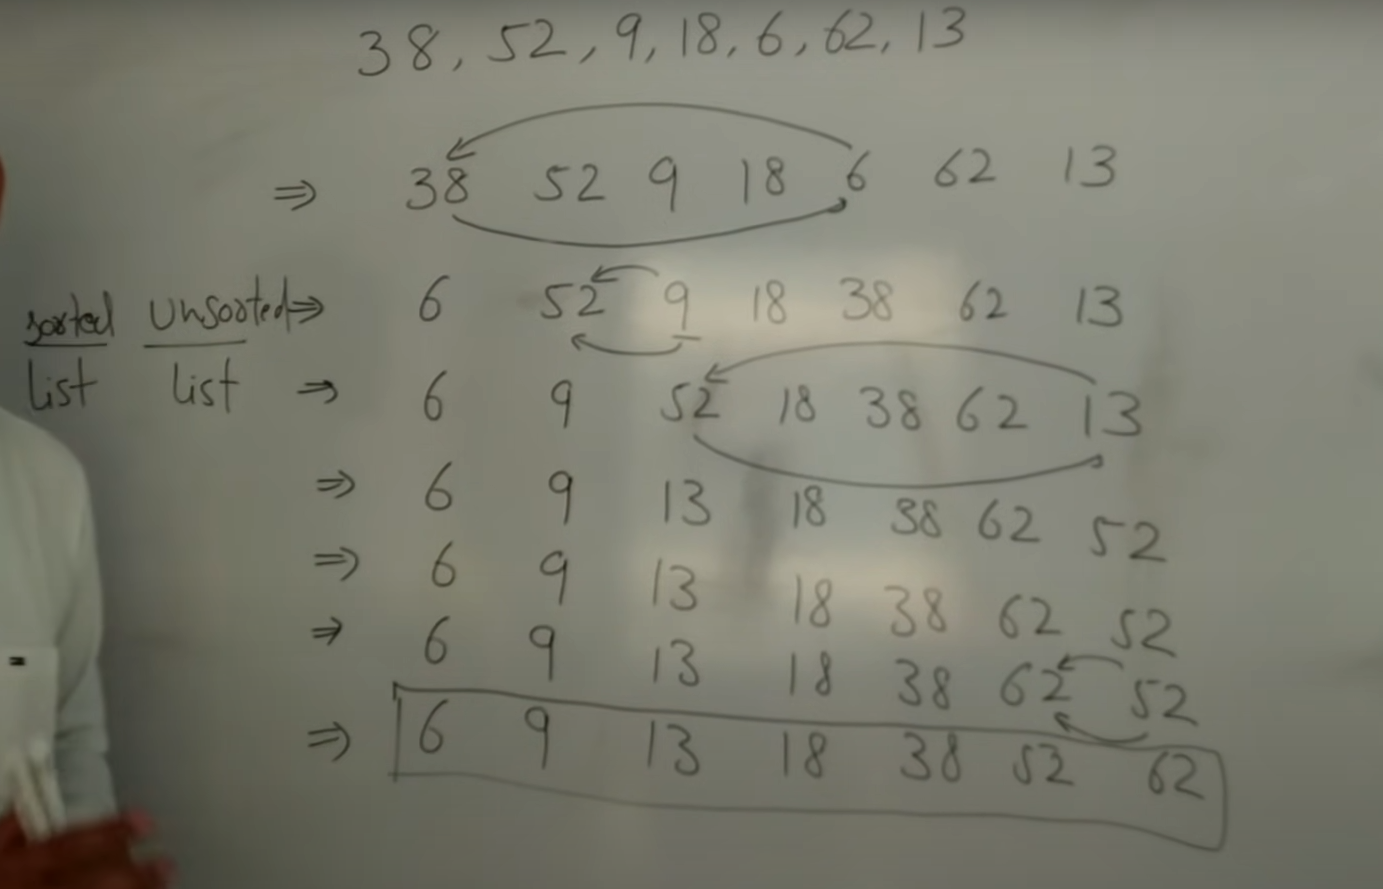 38, 52, 9, 18, 6, 62, 13
⇒ 38 52 9 18 6 62 13
sorted unsorted ⇒ 6 52 9 18 38 62 13
list list ⇒ 6 9 52 18 38 62 13
⇒ 6 9 13 18 38 62 52
⇒ 6 9 13 18 38 62 52
⇒ 6 9 13 18 38 62 52
⇒ 6 9 13 18 38 52 62